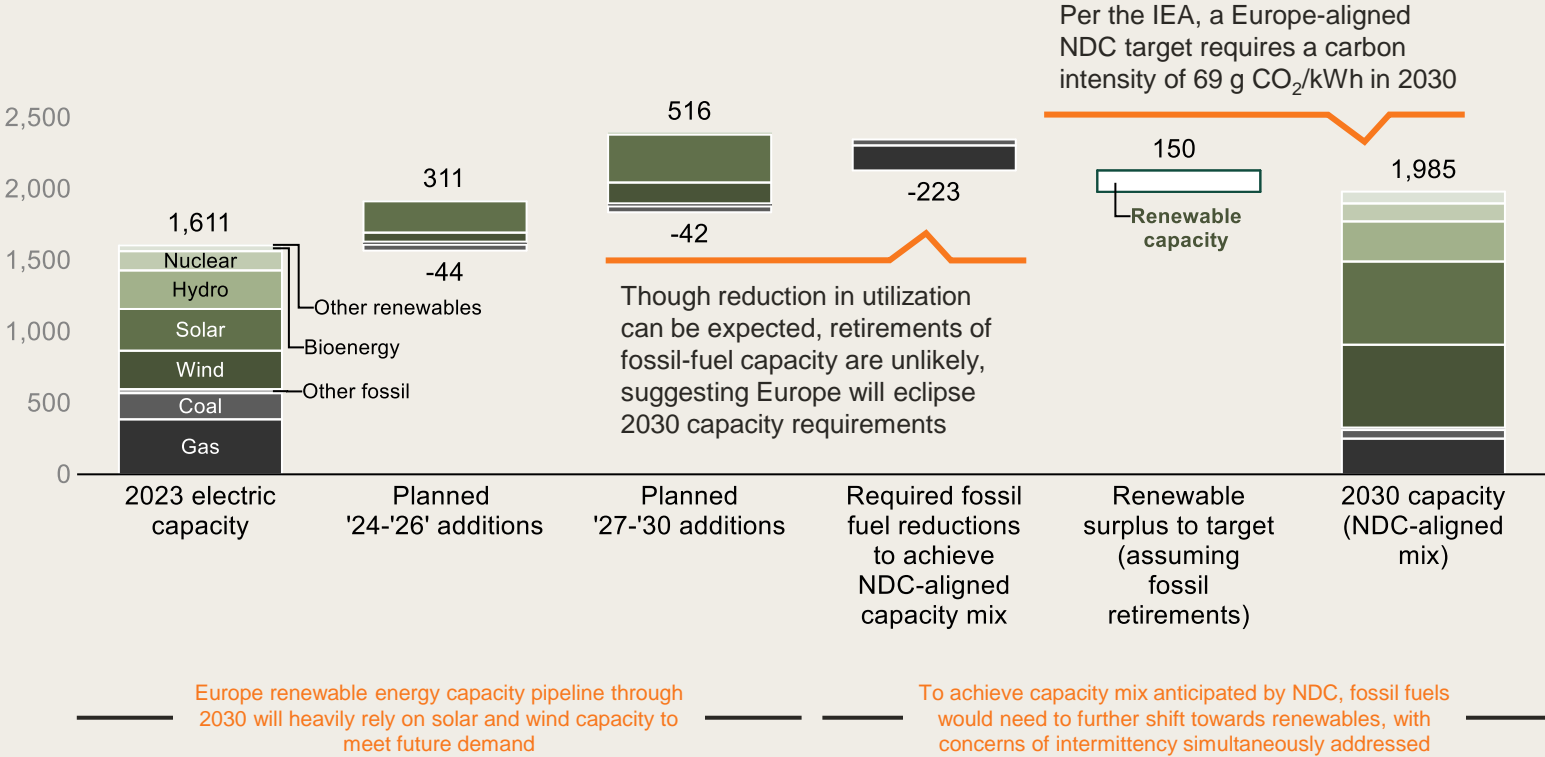 Per the IEA, a Europe-aligned
NDC target requires a carbon
intensity of 69 g CO₂/kWh in 2030
2,500
2,000
1,500
1,000
500
0
1,611
Nuclear
Hydro
Solar
Wind
Coal
Gas
Other renewables
Bioenergy
Other fossil
311
-44
516
-42
-223
150
Renewable
capacity
1,985
Though reduction in utilization
can be expected, retirements of
fossil-fuel capacity are unlikely,
suggesting Europe will eclipse
2030 capacity requirements
2023 electric
capacity
Planned
'24-'26' additions
Planned
'27-'30 additions
Required fossil
fuel reductions
to achieve
NDC-aligned
capacity mix
Renewable
surplus to target
(assuming
fossil
retirements)
2030 capacity
(NDC-aligned
mix)
Europe renewable energy capacity pipeline through
2030 will heavily rely on solar and wind capacity to
meet future demand
To achieve capacity mix anticipated by NDC, fossil fuels
would need to further shift towards renewables, with
concerns of intermittency simultaneously addressed